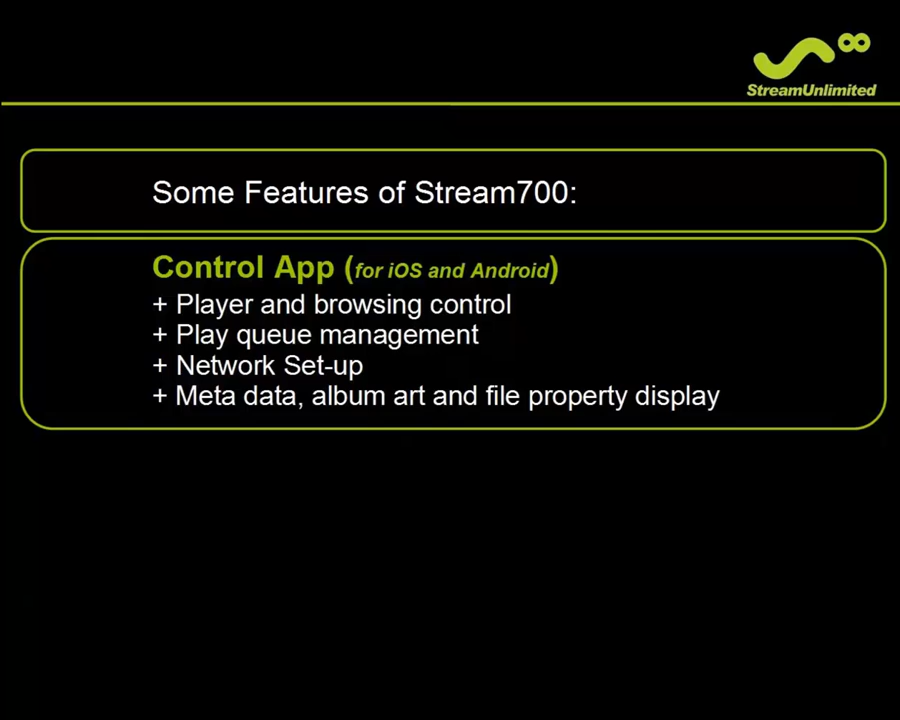 StreamUnlimited
Some Features of Stream700:
Control App (for iOS and Android)
+ Player and browsing control
+ Play queue management
+ Network Set-up
+ Meta data, album art and file property display